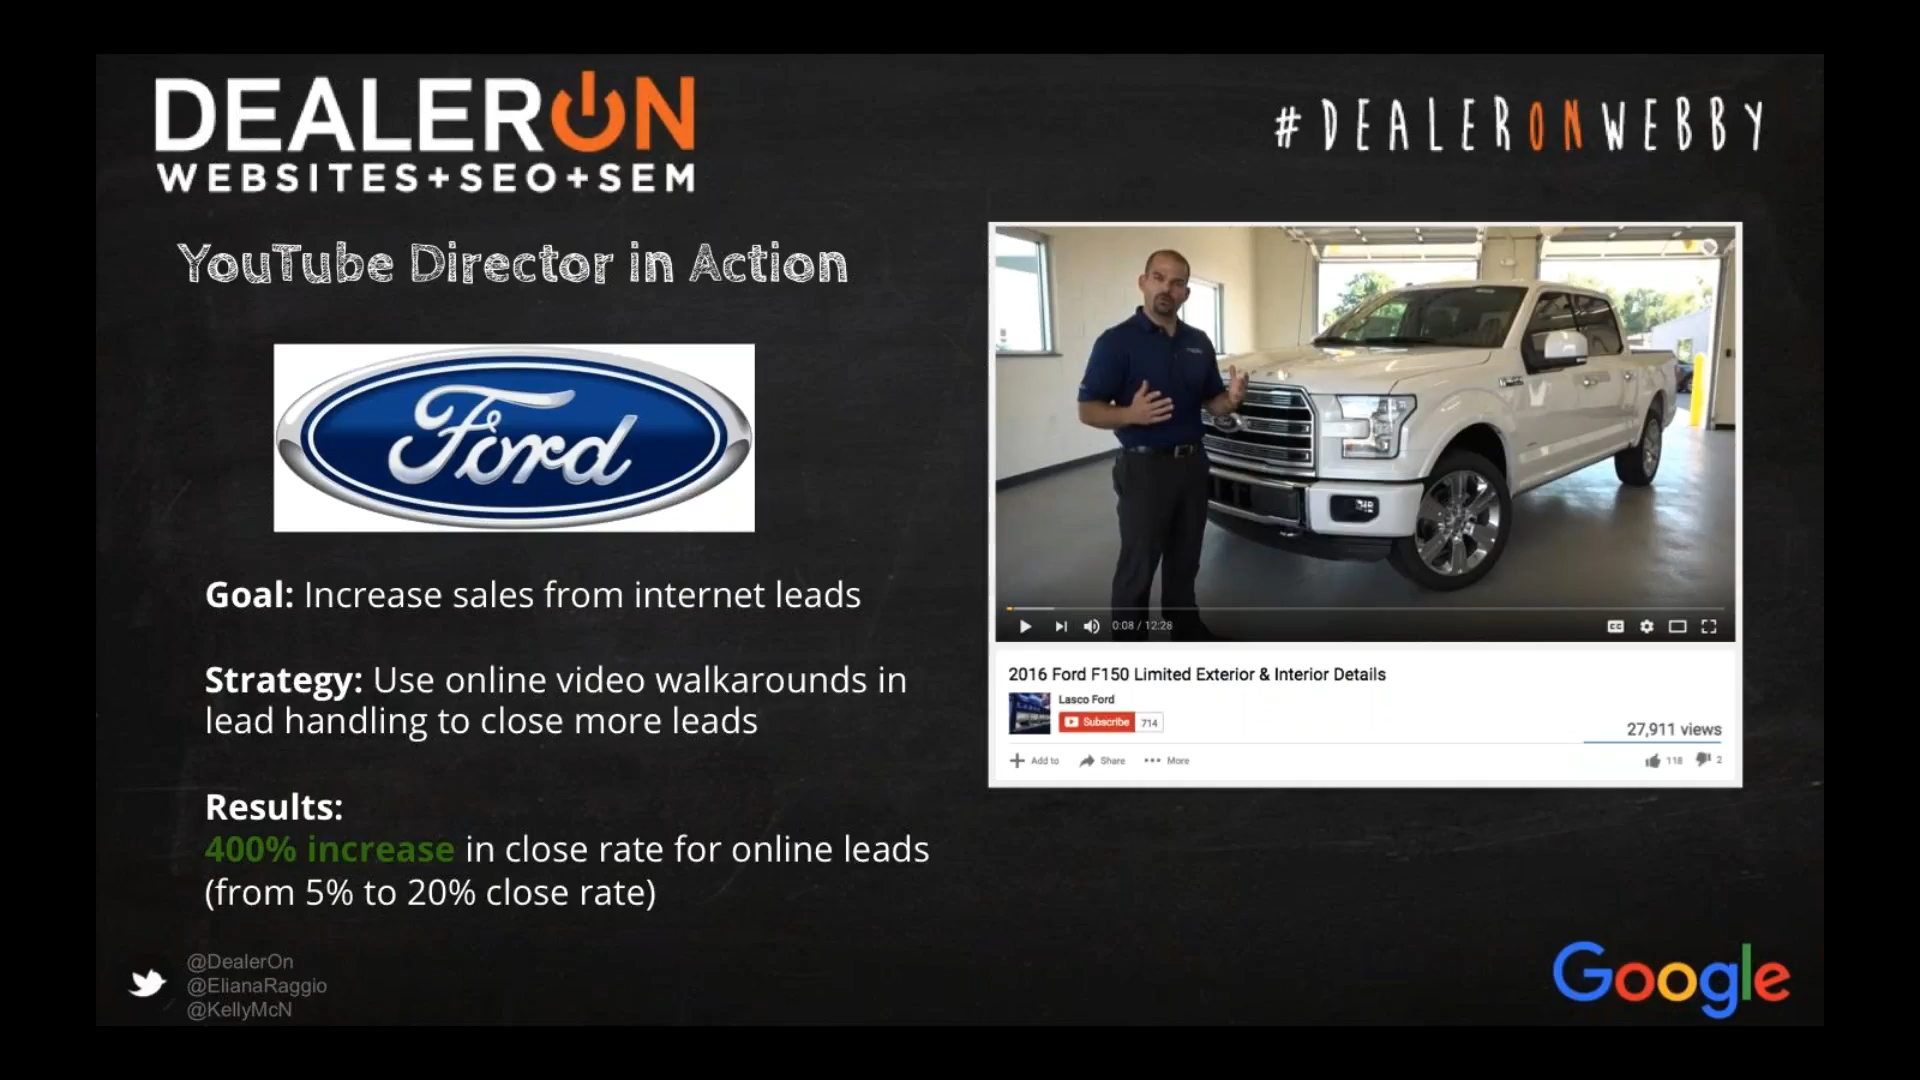 DEALERON
WEBSITES+SEO+SEM
#DEALERONWEBBY
YouTube Director in Action
Ford
Goal: Increase sales from internet leads
Strategy: Use online video walkarounds in
lead handling to close more leads
Results:
400% increase in close rate for online leads
(from 5% to 20% close rate)
0:08 / 12:28
CC
2016 Ford F150 Limited Exterior & Interior Details
Lasco Ford
Subscribe 714
27,911 views
Add to Share More
118 2
@DealerOn
@ElianaRaggio
@KellyMcN
Google